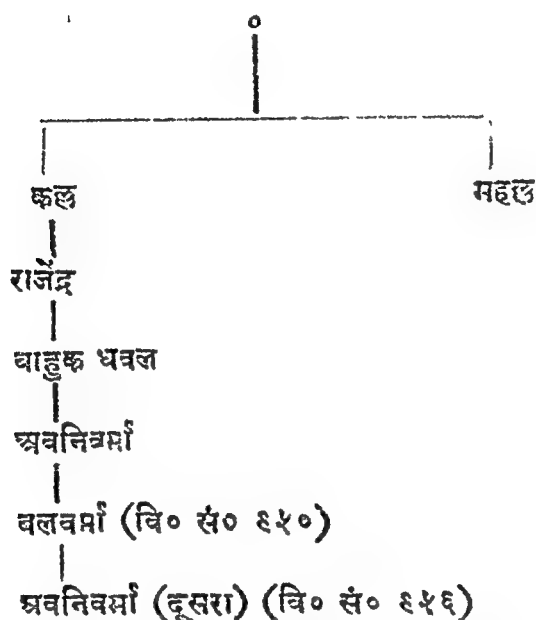 ०
कल्ल महल्ल
राजेंद्र
बाहुक धवल
अवनिवर्मा
बलवर्मा (वि० सं० ९५०)
अवनिवर्मा (दूसरा) (वि० सं० ९५६)